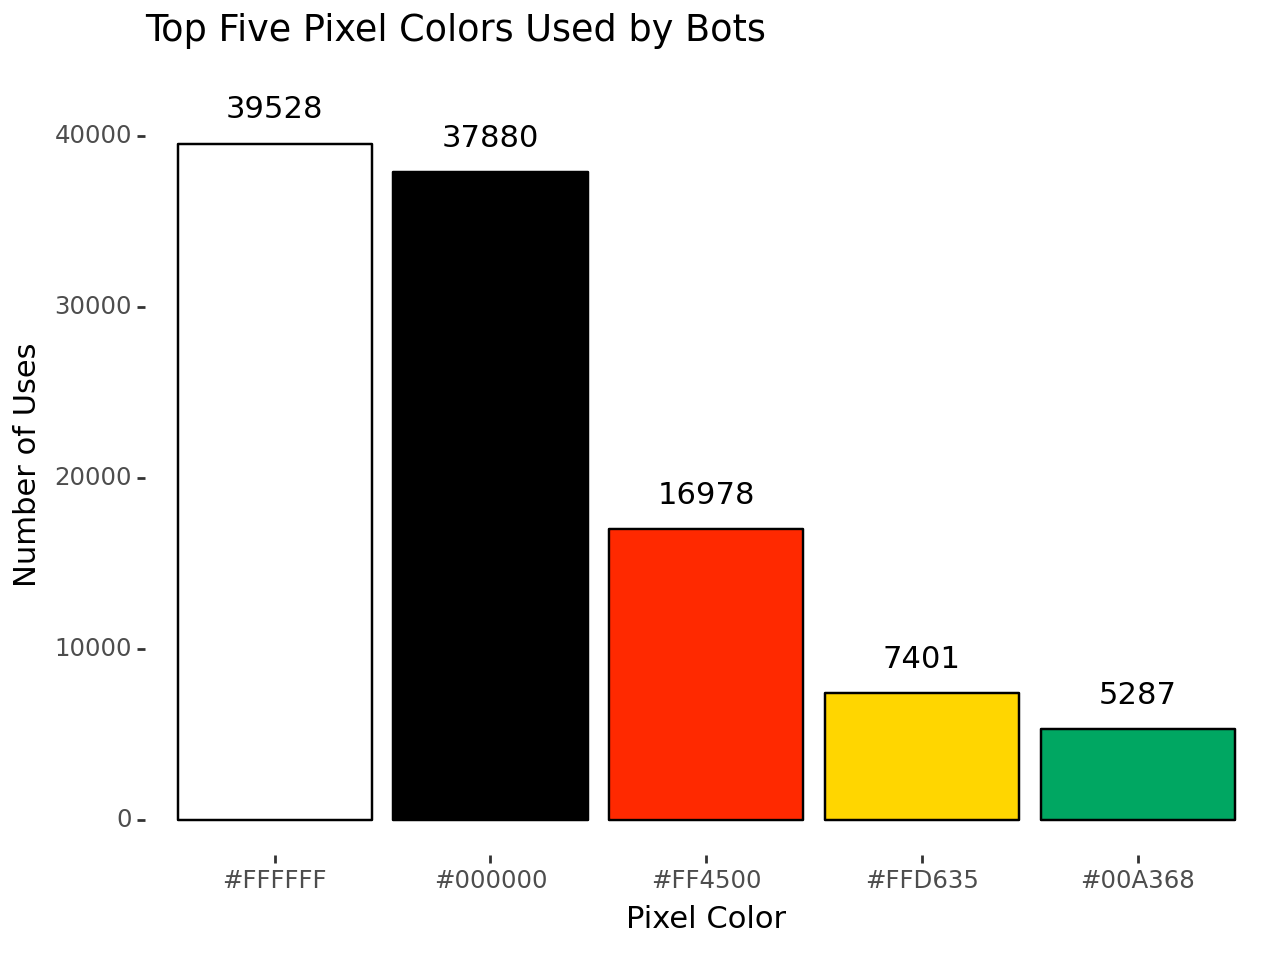 Top Five Pixel Colors Used by Bots
39528
37880
16978
7401
5287
40000
30000
20000
10000
0
Number of Uses
#FFFFFF #000000 #FF4500 #FFD635 #00A368
Pixel Color